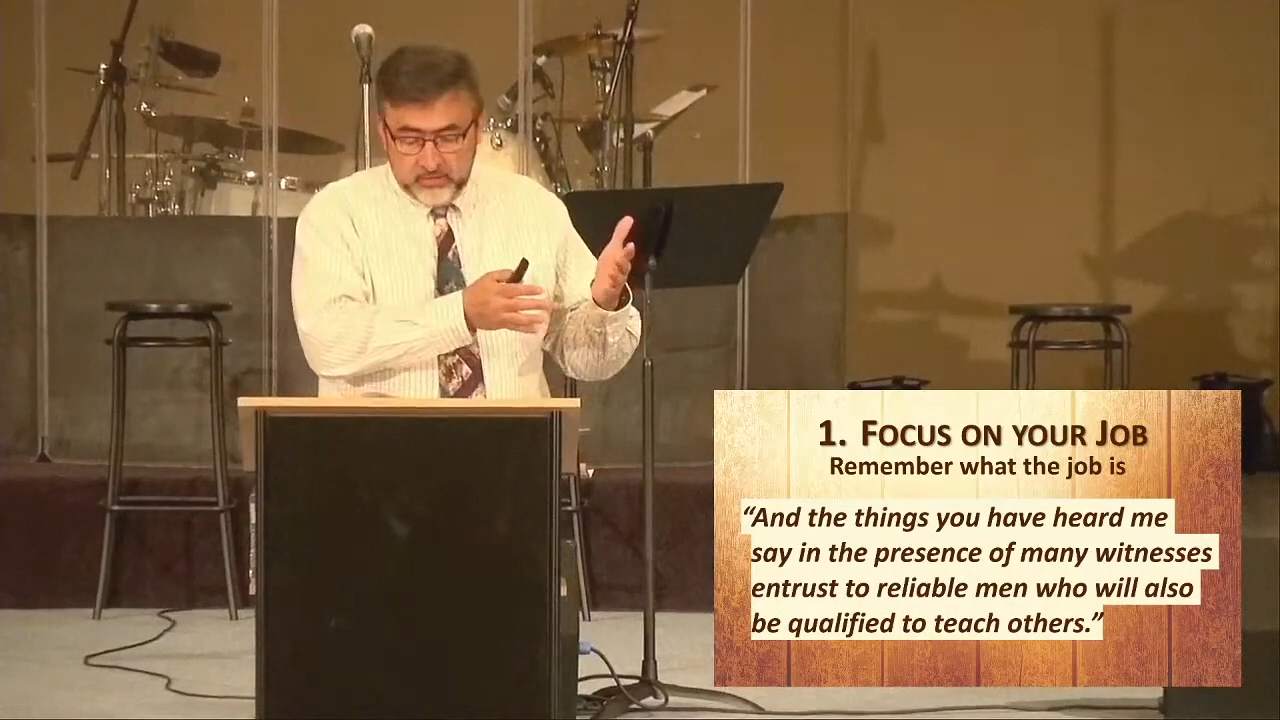 1. Focus on your Job
Remember what the job is
“And the things you have heard me
say in the presence of many witnesses
entrust to reliable men who will also
be qualified to teach others.”